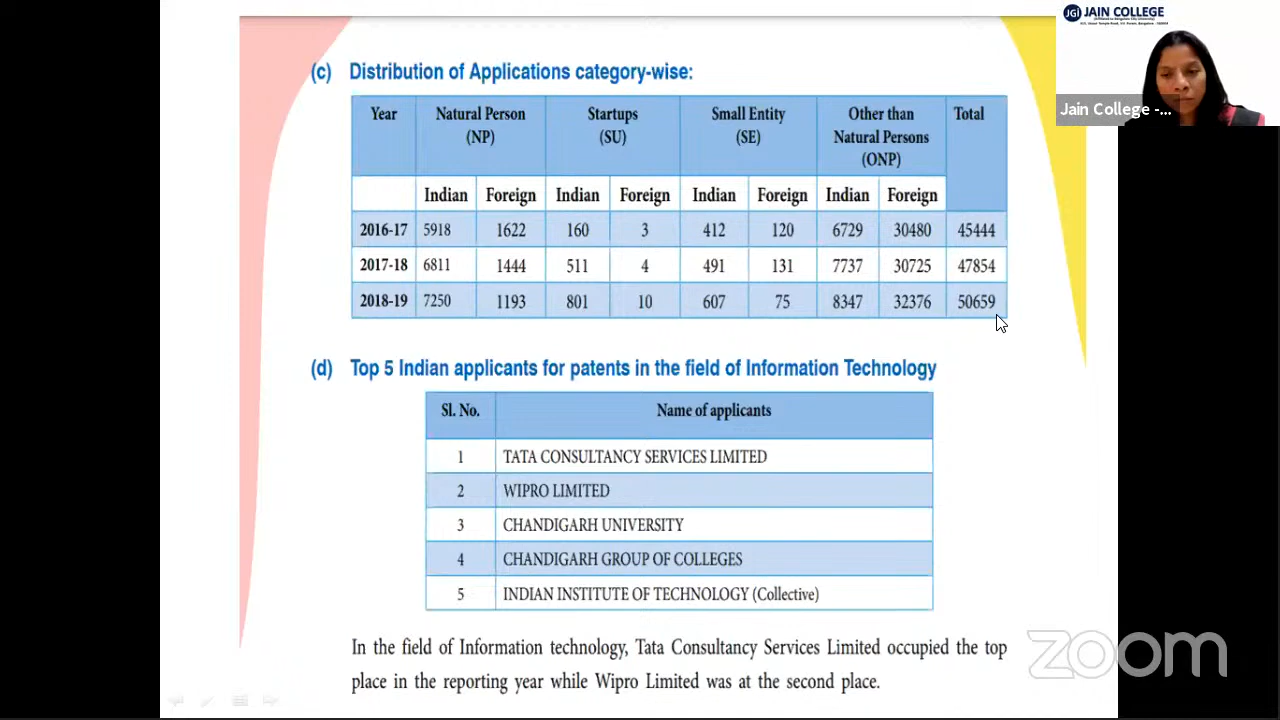 JGI JAIN COLLEGE
Jain College -...
(c) Distribution of Applications category-wise:
Year Natural Person Startups Small Entity Other than Total
(NP) (SU) (SE) Natural Persons
(ONP)
Indian Foreign Indian Foreign Indian Foreign Indian Foreign
2016-17 5918 1622 160 3 412 120 6729 30480 45444
2017-18 6811 1444 511 4 491 131 7737 30725 47854
2018-19 7250 1193 801 10 607 75 8347 32376 50659
(d) Top 5 Indian applicants for patents in the field of Information Technology
Sl. No. Name of applicants
1 TATA CONSULTANCY SERVICES LIMITED
2 WIPRO LIMITED
3 CHANDIGARH UNIVERSITY
4 CHANDIGARH GROUP OF COLLEGES
5 INDIAN INSTITUTE OF TECHNOLOGY (Collective)
In the field of Information technology, Tata Consultancy Services Limited occupied the top
place in the reporting year while Wipro Limited was at the second place.
zoom